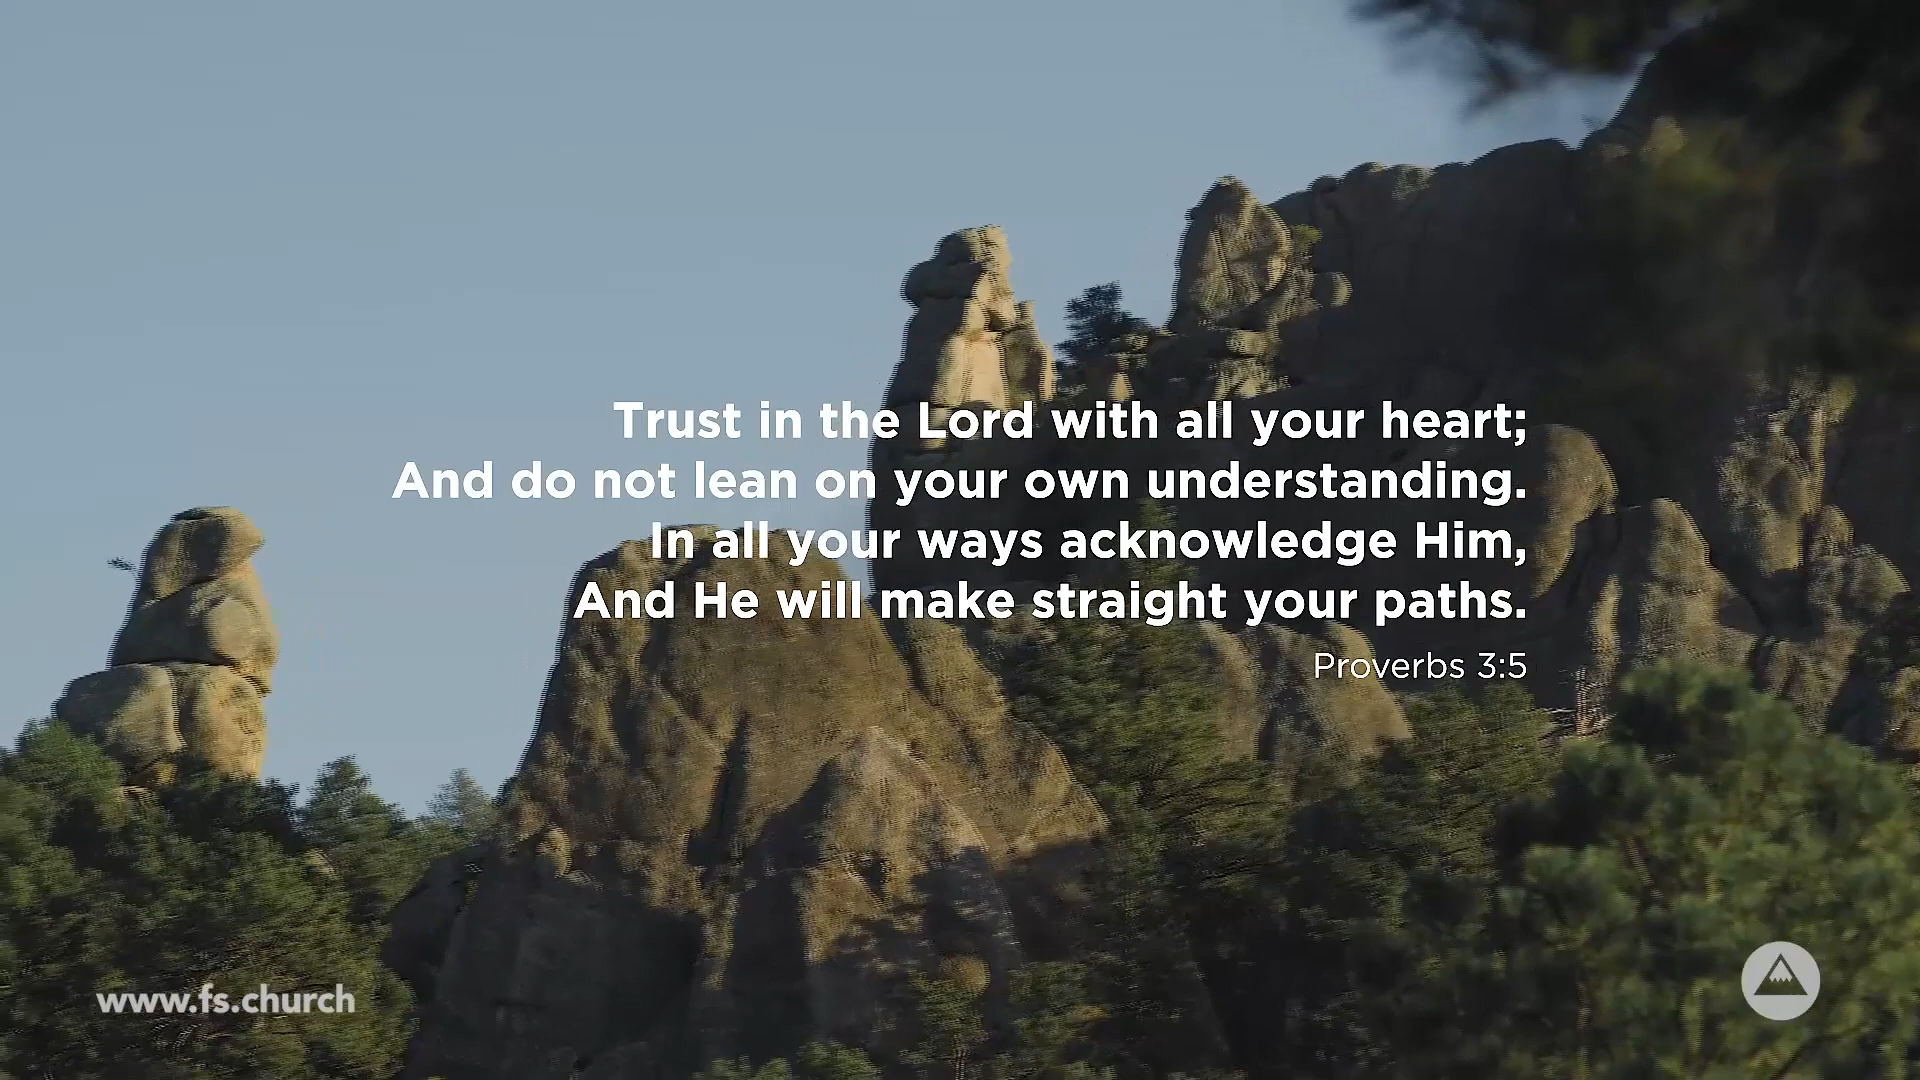 Trust in the Lord with all your heart;
And do not lean on your own understanding.
In all your ways acknowledge Him,
And He will make straight your paths.
Proverbs 3:5
www.fs.church